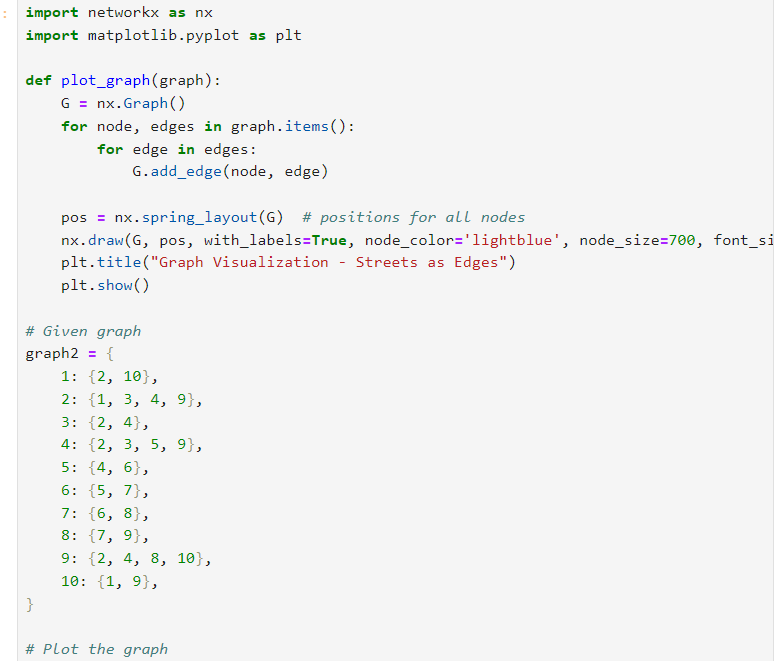 :
import networkx as nx
import matplotlib.pyplot as plt

def plot_graph(graph):
    G = nx.Graph()
    for node, edges in graph.items():
        for edge in edges:
            G.add_edge(node, edge)

    pos = nx.spring_layout(G)  # positions for all nodes
    nx.draw(G, pos, with_labels=True, node_color='lightblue', node_size=700, font_si
    plt.title("Graph Visualization - Streets as Edges")
    plt.show()

# Given graph
graph2 = {
    1: {2, 10},
    2: {1, 3, 4, 9},
    3: {2, 4},
    4: {2, 3, 5, 9},
    5: {4, 6},
    6: {5, 7},
    7: {6, 8},
    8: {7, 9},
    9: {2, 4, 8, 10},
    10: {1, 9},
}

# Plot the graph